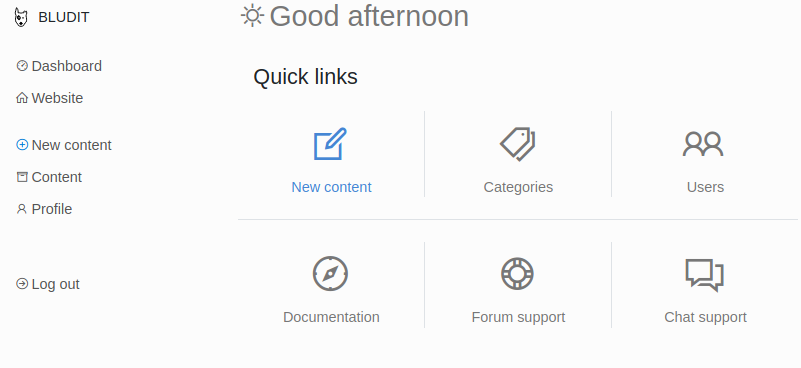 BLUDIT
Dashboard
Website
New content
Content
Profile
Log out
Good afternoon
Quick links
New content
Categories
Users
Documentation
Forum support
Chat support